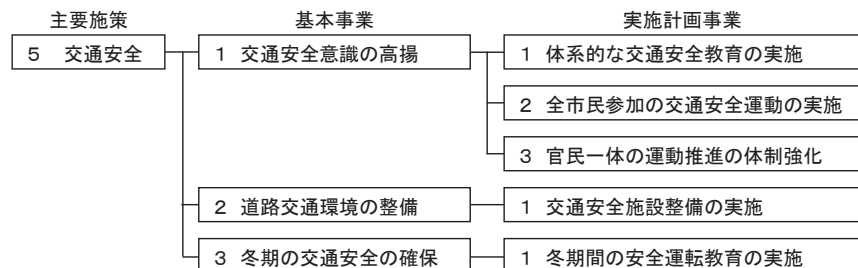 主要施策 基本事業 実施計画事業
5 交通安全 1 交通安全意識の高揚 1 体系的な交通安全教育の実施
2 全市民参加の交通安全運動の実施
3 官民一体の運動推進の体制強化
2 道路交通環境の整備 1 交通安全施設整備の実施
3 冬期の交通安全の確保 1 冬期間の安全運転教育の実施